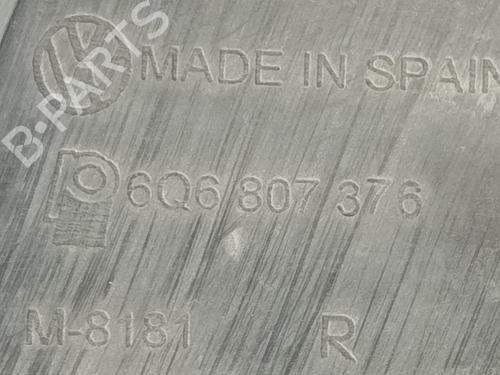 MADE IN SPAIN
6Q6 807 376
M-8181 R
B-PARTS